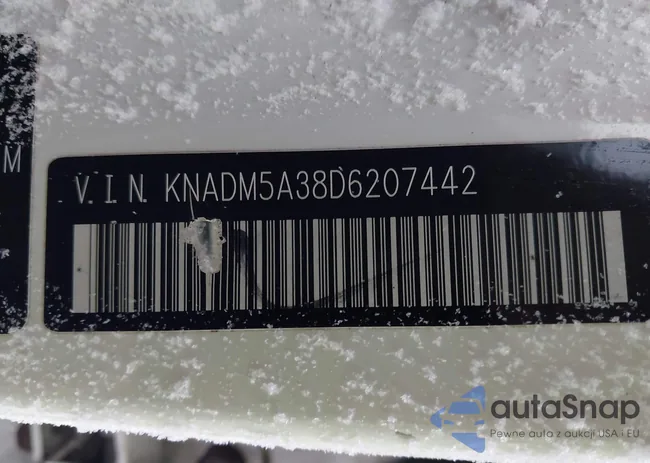 M
V.I.N. KNADM5A38D6207442
autaSnap
Pewne auta z aukcji USA i EU